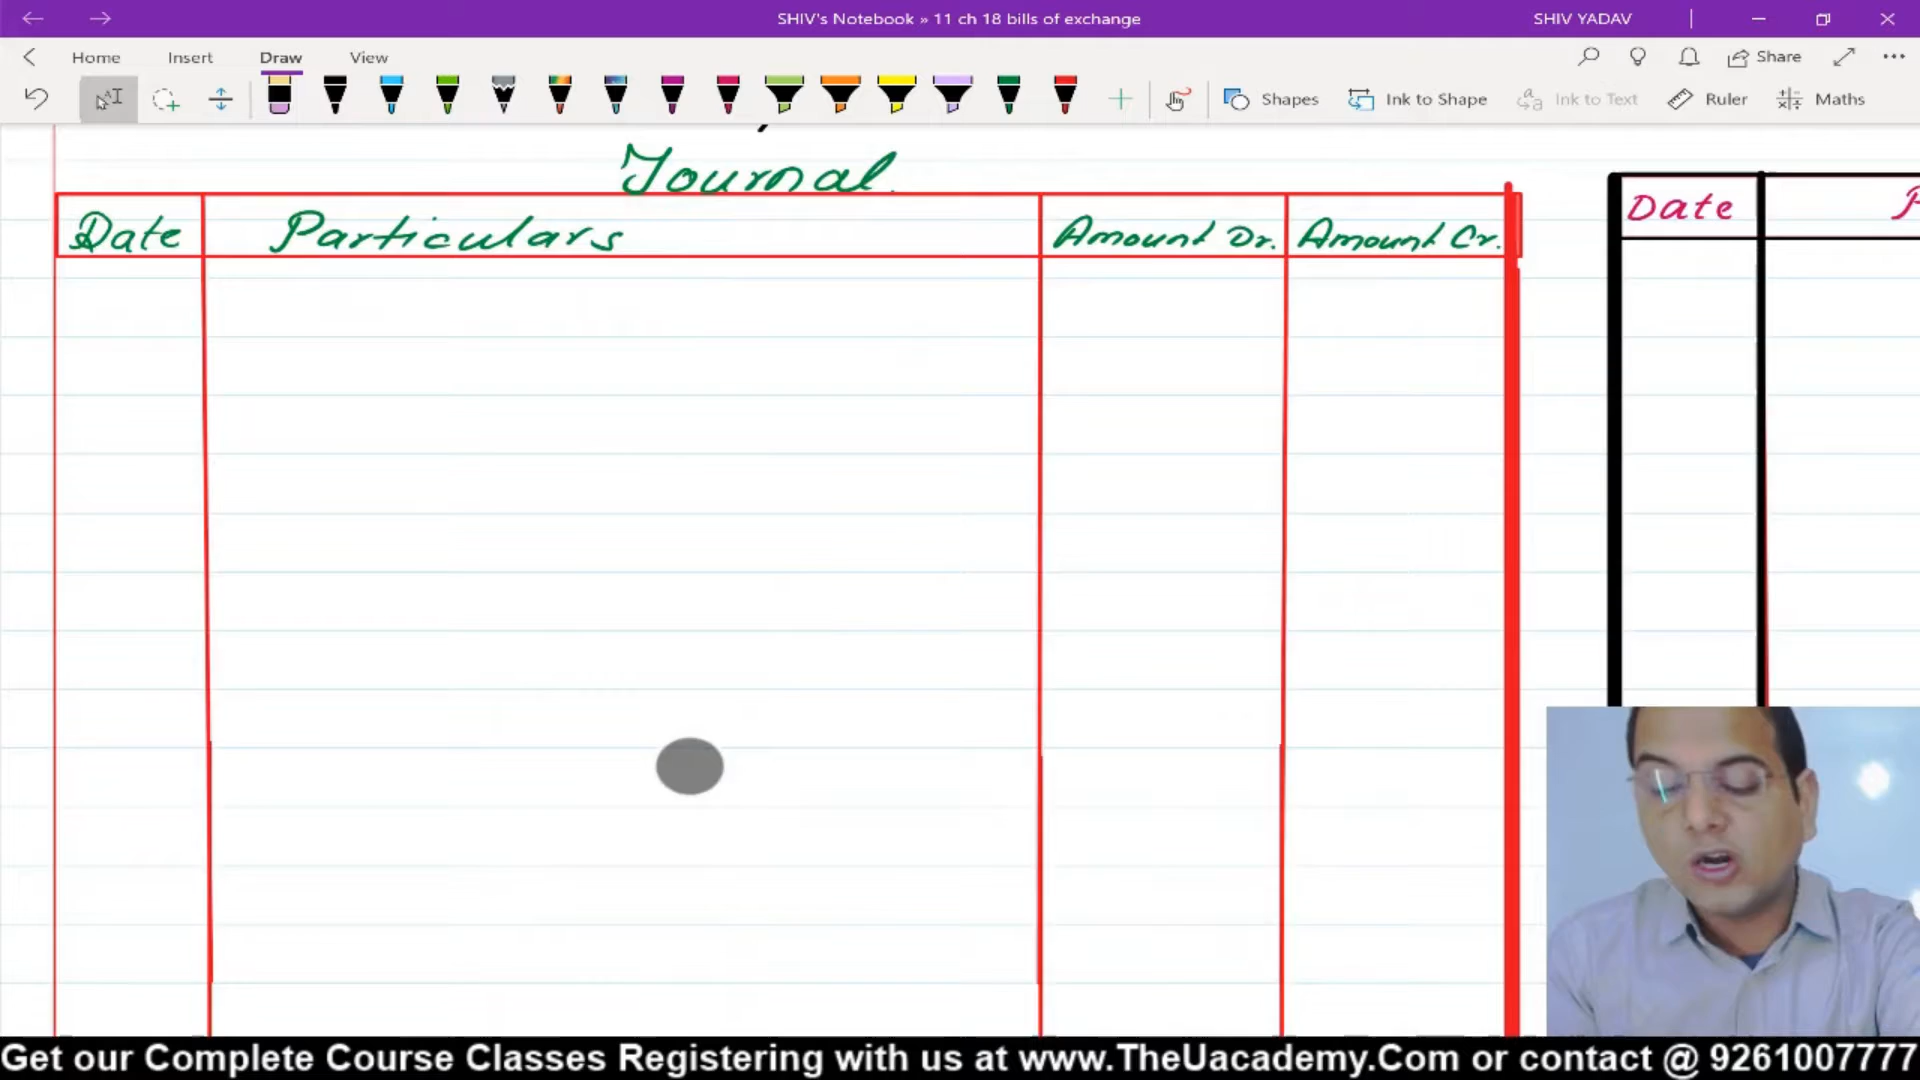 SHIV's Notebook » 11 ch 18 bills of exchange
SHIV YADAV
Home Insert Draw View
Share
Shapes Ink to Shape Ink to Text Ruler Maths
Journal
Date Particulars Amount Dr. Amount Cr.
Date
Get our Complete Course Classes Registering with us at www.TheUacademy.Com or contact @ 9261007777